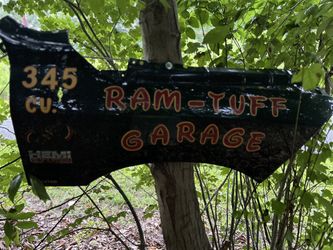 345
CU.
RAM-TUFF
GARAGE
HEMI